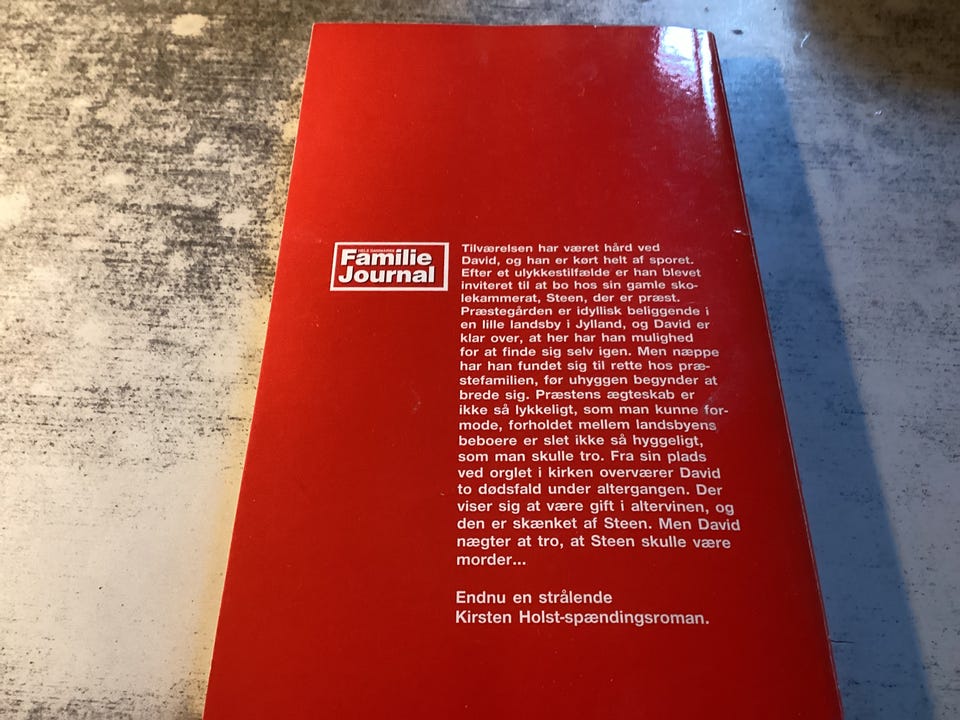 HELE DANMARKS
Familie
Journal
Tilværelsen har været hård ved
David, og han er kørt helt af sporet.
Efter et ulykkestilfælde er han blevet
inviteret til at bo hos sin gamle sko-
lekammerat, Steen, der er præst.
Præstegården er idyllisk beliggende i
en lille landsby i Jylland, og David er
klar over, at her har han mulighed
for at finde sig selv igen. Men næppe
har han fundet sig til rette hos præ-
stefamilien, før uhyggen begynder at
brede sig. Præstens ægteskab er
ikke så lykkeligt, som man kunne for-
mode, forholdet mellem landsbyens
beboere er slet ikke så hyggeligt,
som man skulle tro. Fra sin plads
ved orglet i kirken overværer David
to dødsfald under altergangen. Der
viser sig at være gift i altervinen, og
den er skænket af Steen. Men David
nægter at tro, at Steen skulle være
morder...
Endnu en strålende
Kirsten Holst-spændingsroman.